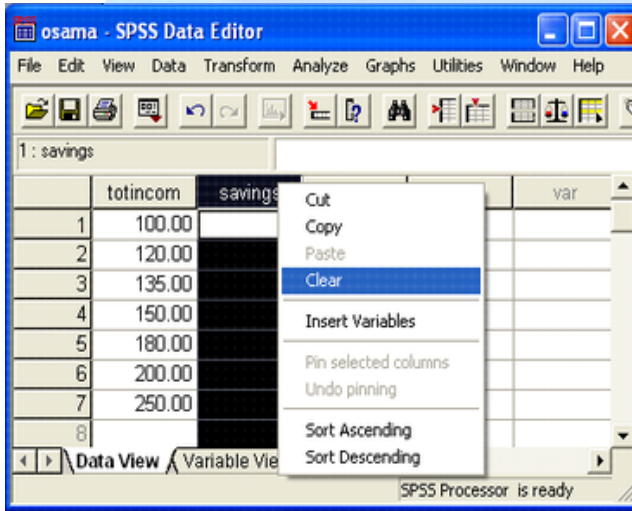 osama - SPSS Data Editor
File Edit View Data Transform Analyze Graphs Utilities Window Help
1 : savings
totincom savings var
1 100.00
2 120.00
3 135.00
4 150.00
5 180.00
6 200.00
7 250.00
8
Cut
Copy
Paste
Clear
Insert Variables
Pin selected columns
Undo pinning
Sort Ascending
Sort Descending
Data View Variable Vie
SPSS Processor is ready